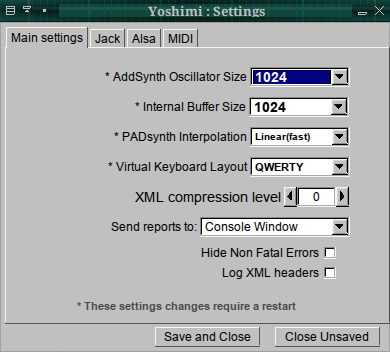 Yoshimi : Settings
Main settings Jack Alsa MIDI
* AddSynth Oscillator Size 1024
* Internal Buffer Size 1024
* PADsynth Interpolation Linear(fast)
* Virtual Keyboard Layout QWERTY
XML compression level 0
Send reports to: Console Window
Hide Non Fatal Errors
Log XML headers
* These settings changes require a restart
Save and Close Close Unsaved